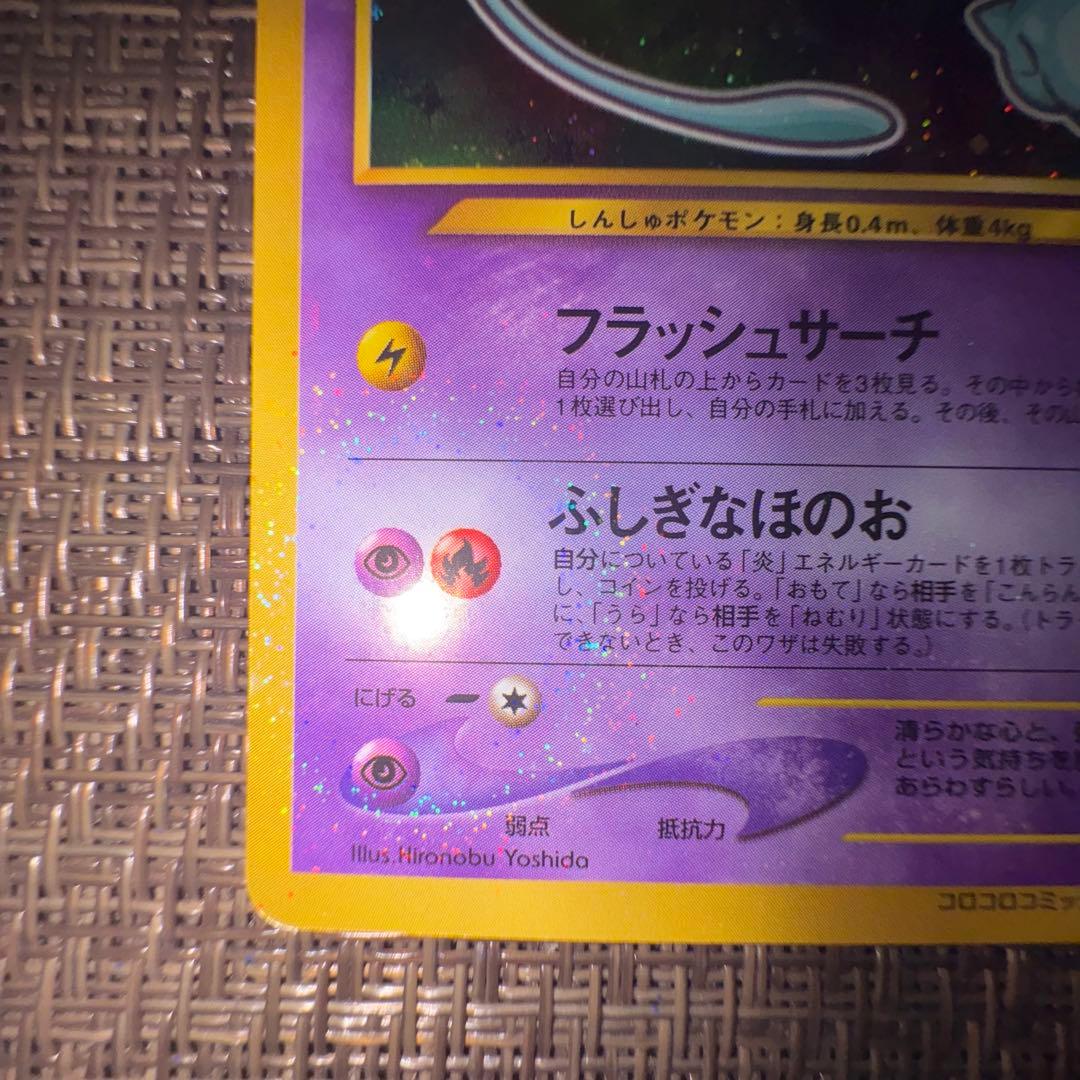 しんしゅポケモン：身長0.4m、体重4kg
フラッシュサーチ
自分の山札の上からカードを3枚見る。その中から
1枚選び出し、自分の手札に加える。その後、その山
ふしぎなほのお
自分についている「炎」エネルギーカードを1枚トラ
し、コインを投げる。「おもて」なら相手を「こんらん
に、「うら」なら相手を「ねむり」状態にする。（トラ
できないとき、このワザは失敗する。）
にげる
清らかな心と、
という気持ちを
あらわすらしい。
弱点 抵抗力
Illus.Hironobu Yoshida
コロコロコミッ